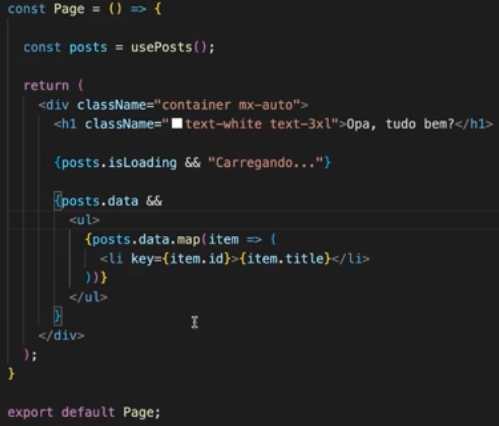 const Page = () => {
const posts = usePosts();
return (
<div className="container mx-auto">
<h1 className="text-white text-3xl">Opa, tudo bem?</h1>
{posts.isLoading && "Carregando..."}
{posts.data &&
<ul>
{posts.data.map(item => (
<li key={item.id}>{item.title}</li>
))}
</ul>
}
</div>
);
}
export default Page;